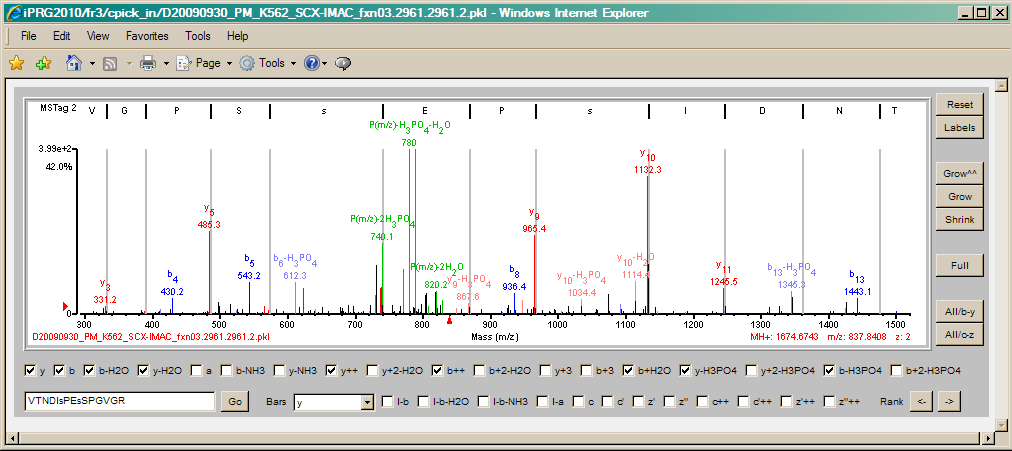 iPRG2010/fr3/cpick_in/D20090930_PM_K562_SCX-IMAC_fxn03.2961.2961.2.pkl - Windows Internet Explorer
File Edit View Favorites Tools Help
Page Tools
MSTag 2 V G P S s E P s I D N T
P(m/z)-H3PO4-H2O
780
3.99e+2
42.0%
y10
1132.3
y5
485.3
P(m/z)-2H3PO4
740.1
y9
965.4
b5
543.2
b6-H3PO4
612.3
P(m/z)-2H2O
820.2
y10-H2O
1114.4
y3
331.2
b4
430.2
y9-H3PO4
867.6
b8
936.4
y10-H3PO4
1034.4
y11
1245.5
b13-H3PO4
1345.3
b13
1443.1
300 400 500 600 700 800 900 1000 1100 1200 1300 1400 1500
D20090930_PM_K562_SCX-IMAC_fxn03.2961.2961.2.pkl Mass (m/z) MH+: 1674.6743 m/z: 837.8408 z: 2
Reset
Labels
Grow^^
Grow
Shrink
Full
All/b-y
All/c-z
y b b-H2O y-H2O a b-NH3 y-NH3 y++ y+2-H2O b++ b+2-H2O y+3 b+3 b+H2O y-H3PO4 y+2-H3PO4 b-H3PO4 b+2-H3PO4
VTNDIsPEsSPGVGR Go Bars y I-b I-b-H2O I-b-NH3 I-a c c' z' z" c++ c'++ z'++ z"++ Rank <- ->